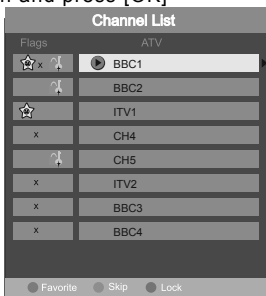 n and press [OK]
Channel List
Flags ATV
x BBC1
BBC2
ITV1
x CH4
CH5
x ITV2
x BBC3
x BBC4
Favorite Skip Lock